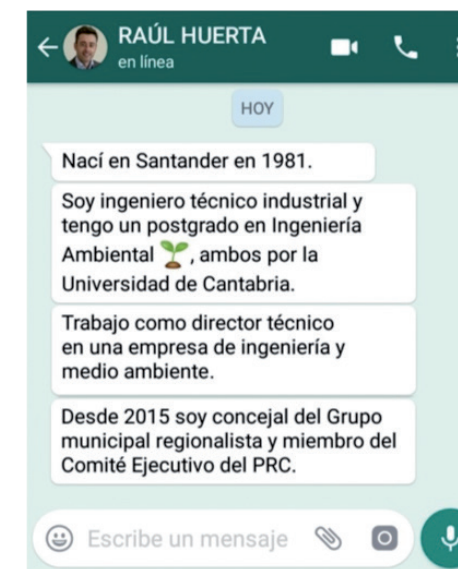 RAÚL HUERTA
en línea
HOY
Nací en Santander en 1981.
Soy ingeniero técnico industrial y
tengo un postgrado en Ingeniería
Ambiental 🌱, ambos por la
Universidad de Cantabria.
Trabajo como director técnico
en una empresa de ingeniería y
medio ambiente.
Desde 2015 soy concejal del Grupo
municipal regionalista y miembro del
Comité Ejecutivo del PRC.
Escribe un mensaje